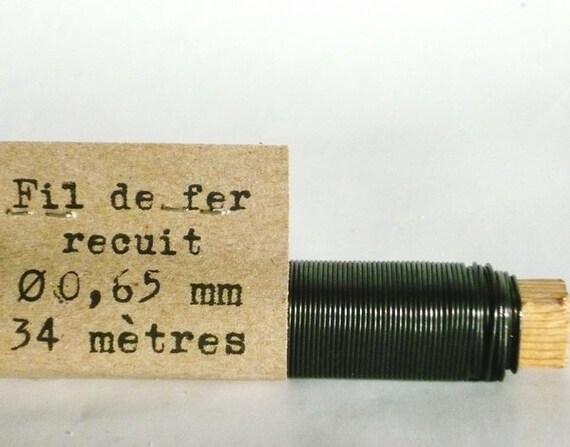 Fil de fer
recuit
Ø0,65 mm
34 mètres